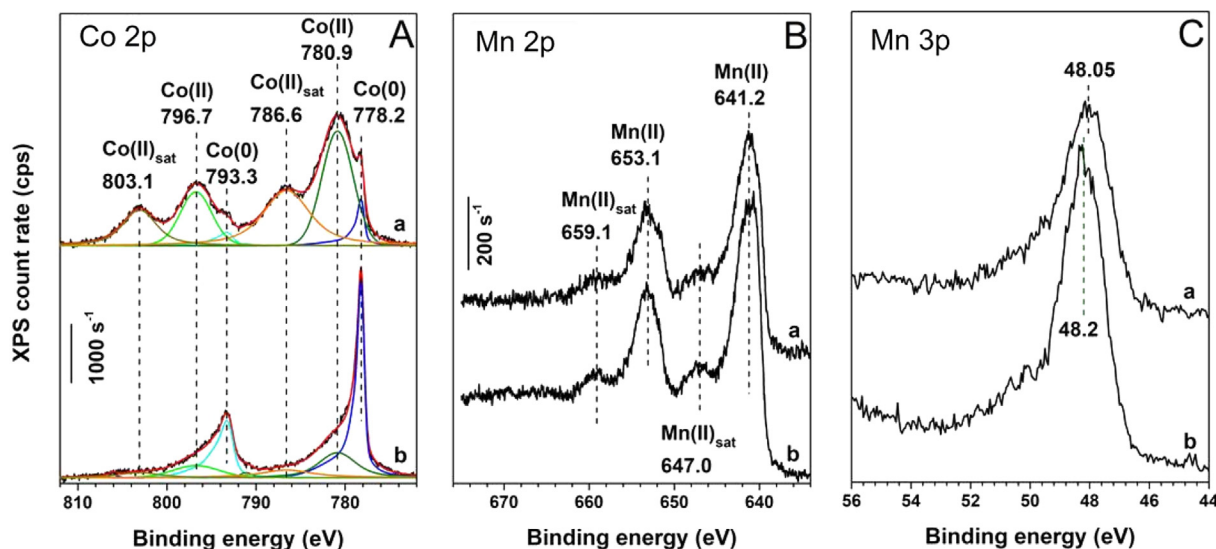 XPS count rate (cps)
Co 2p
A
Co(II)
780.9
Co(II)
796.7
Co(II)sat
786.6
Co(0)
778.2
Co(II)sat
803.1
Co(0)
793.3
a
1000 s⁻¹
b
810 800 790 780
Binding energy (eV)
Mn 2p
B
Mn(II)
641.2
Mn(II)
653.1
Mn(II)sat
659.1
200 s⁻¹
a
Mn(II)sat
647.0
b
670 660 650 640
Binding energy (eV)
Mn 3p
C
48.05
a
48.2
b
56 54 52 50 48 46 44
Binding energy (eV)